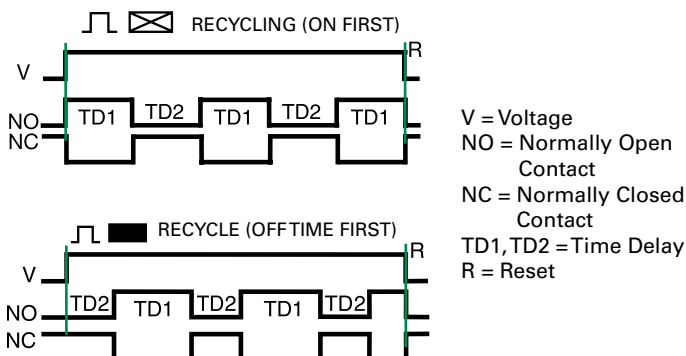 RECYCLING (ON FIRST)
R
V
NO
TD1 TD2 TD1 TD2 TD1
NC
V = Voltage
NO = Normally Open
Contact
NC = Normally Closed
Contact
TD1, TD2 = Time Delay
R = Reset
RECYCLE (OFF TIME FIRST)
R
V
NO
TD2 TD1 TD2 TD1 TD2
NC